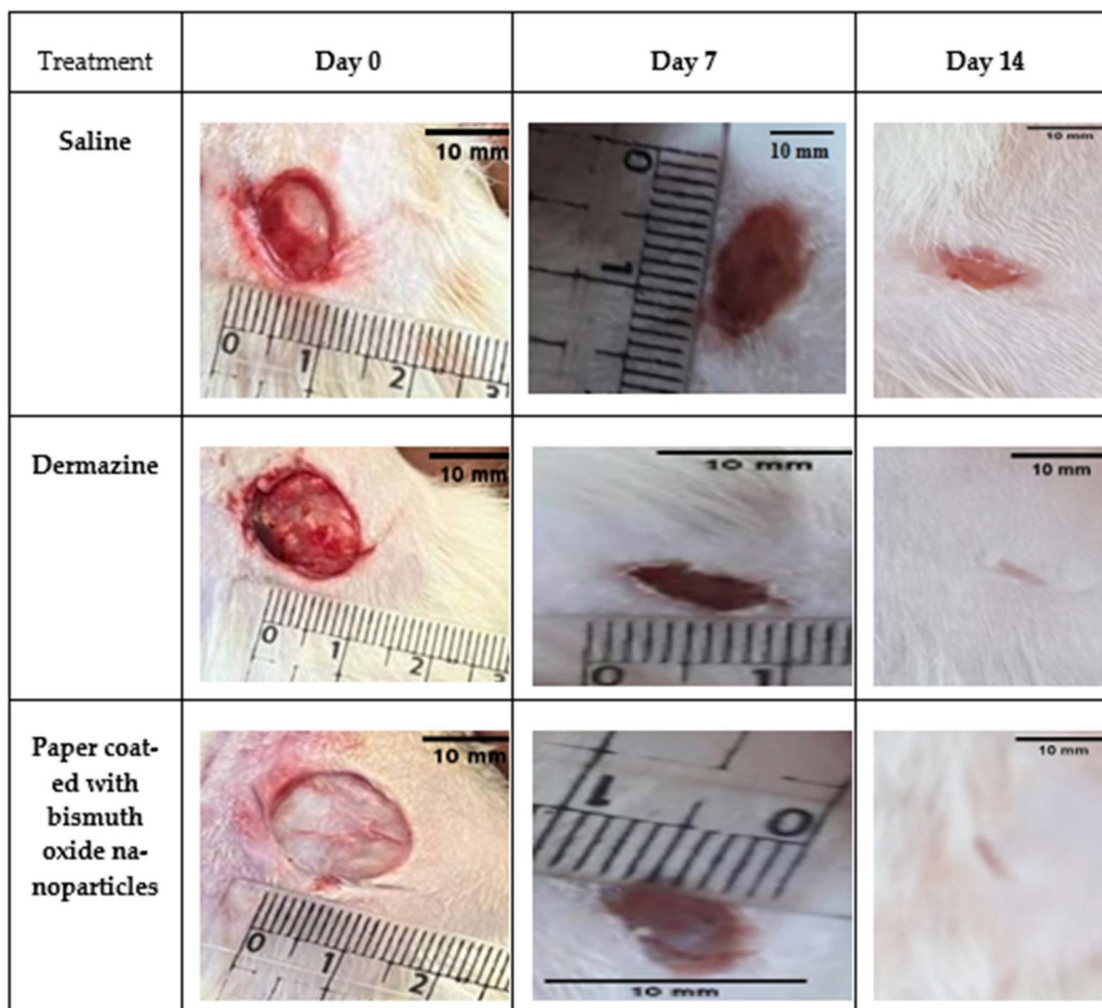 Treatment Day 0 Day 7 Day 14
Saline
10 mm
10 mm
10 mm
0 1 2 3
0 1
Dermazine
10 mm
10 mm
10 mm
0 1 2
0 1
Paper coat-
ed with
bismuth
oxide na-
noparticles
10 mm
10 mm
10 mm
0 1 2
1 0